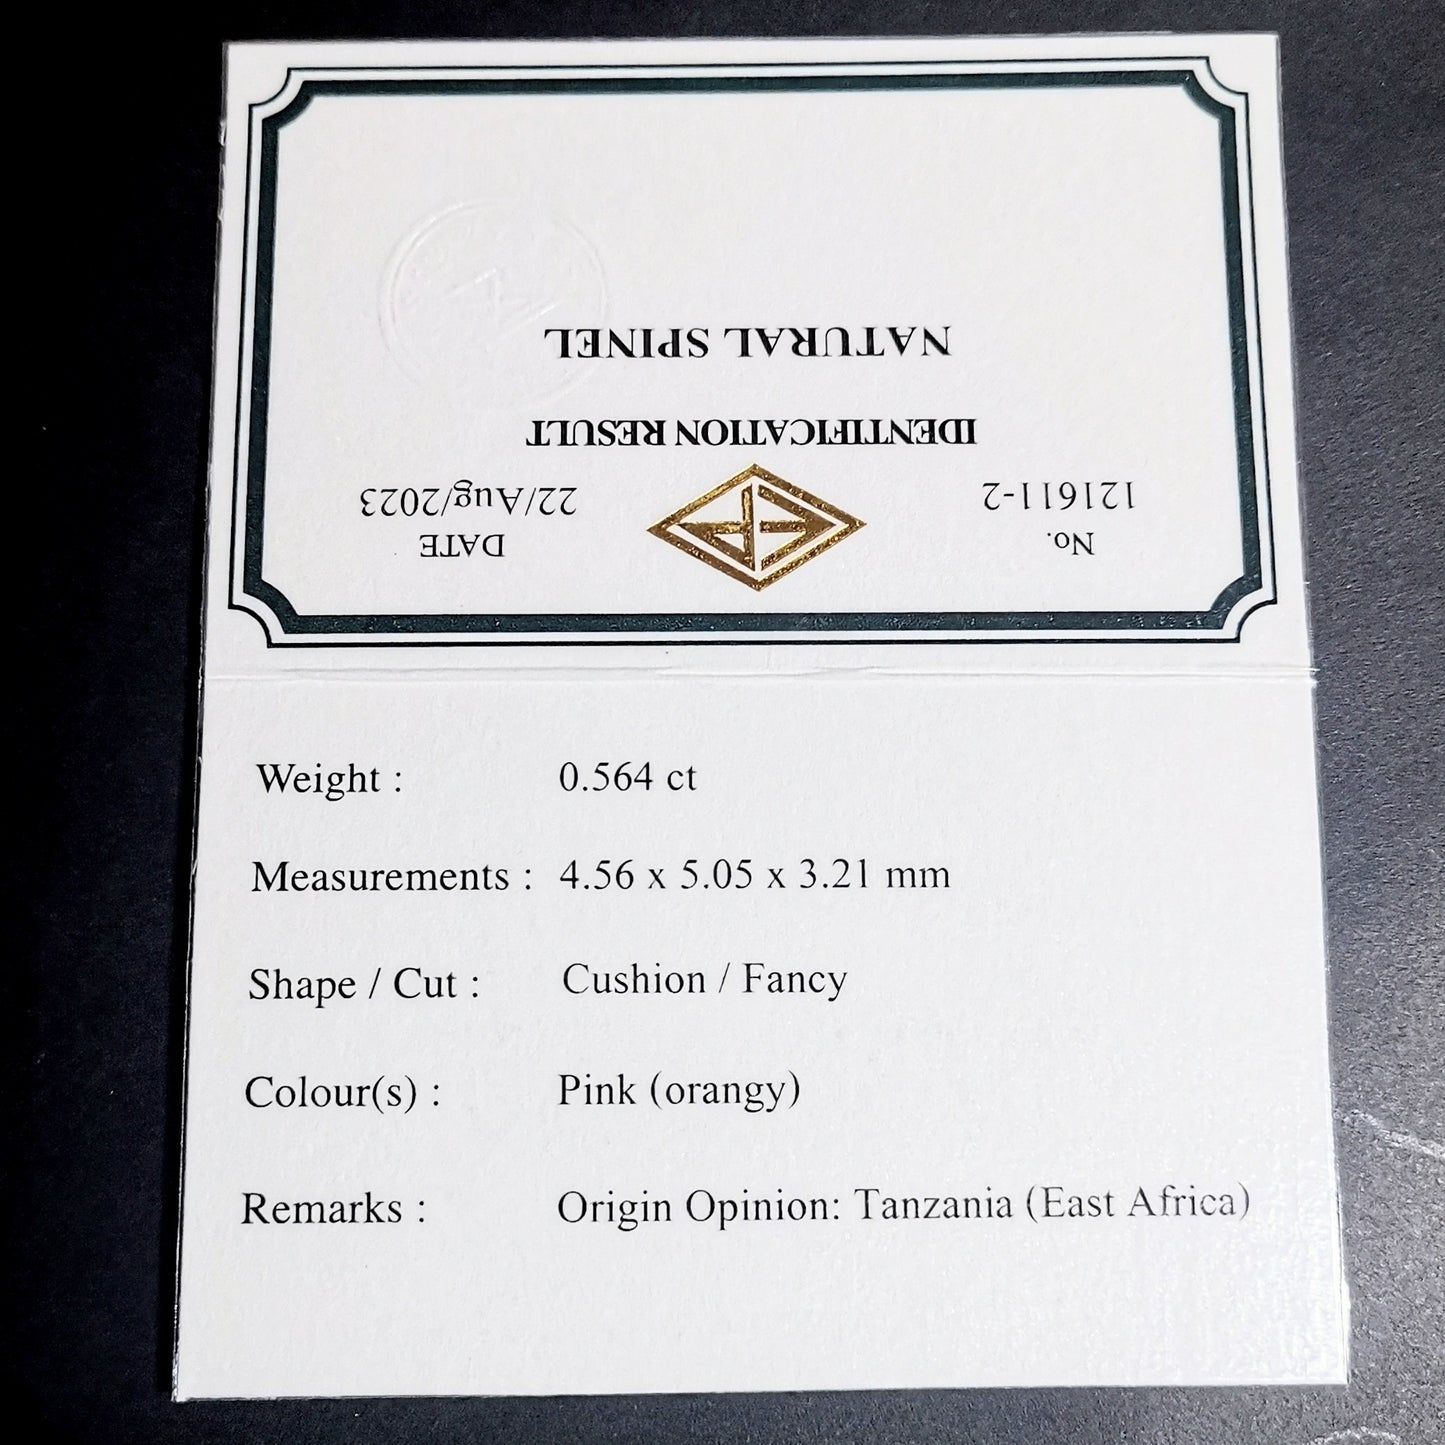 No.
121611-2
DATE
22/Aug/2023
IDENTIFICATION RESULT
NATURAL SPINEL
Weight : 0.564 ct
Measurements : 4.56 x 5.05 x 3.21 mm
Shape / Cut : Cushion / Fancy
Colour(s) : Pink (orangy)
Remarks : Origin Opinion: Tanzania (East Africa)